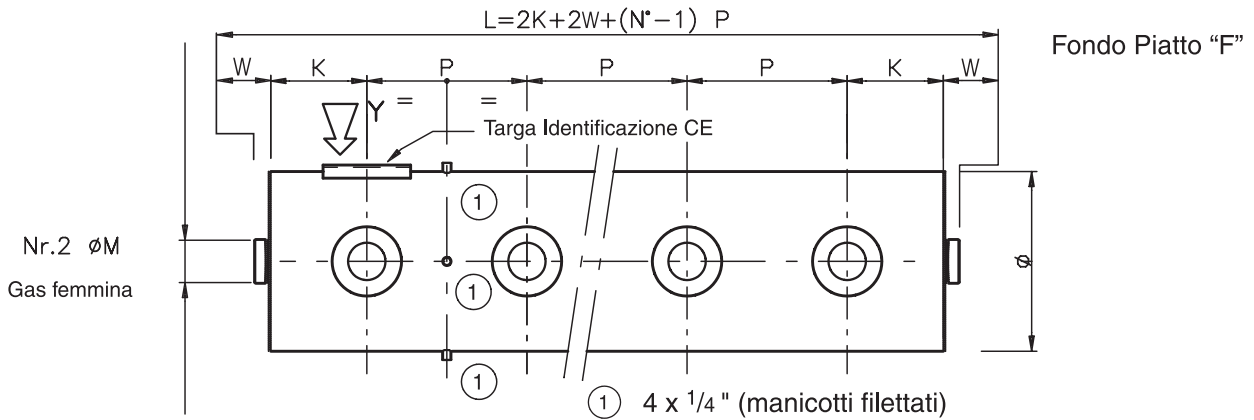 L=2K+2W+(N°-1) P
Fondo Piatto “F”
W K P P P K W
Y = =
Targa Identificazione CE
1
Nr.2 øM
ø
Gas femmina
1
1
1 4 x 1/4 " (manicotti filettati)